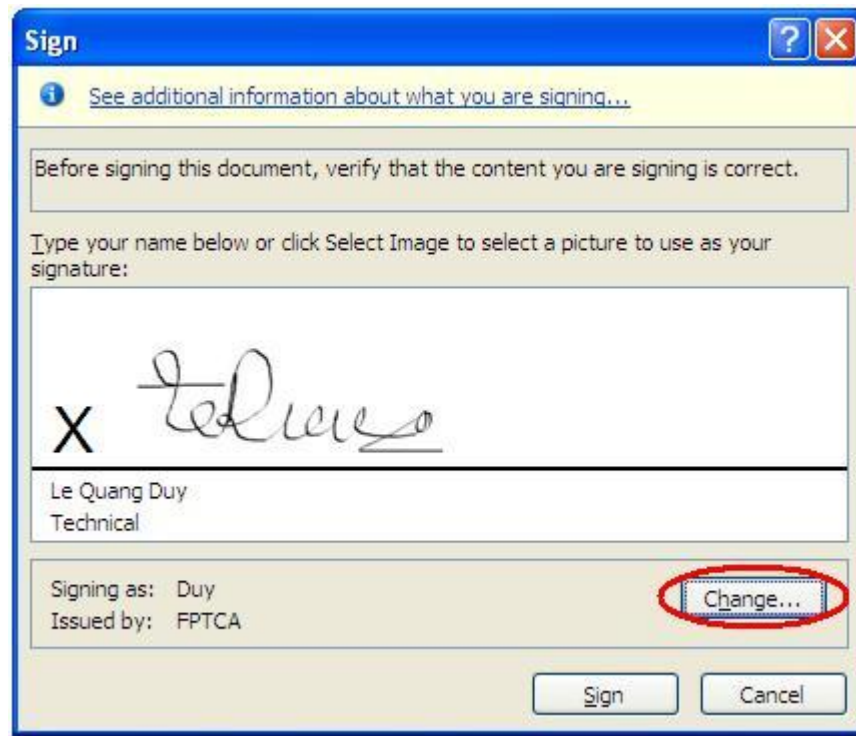 Sign
See additional information about what you are signing...
Before signing this document, verify that the content you are signing is correct.
Type your name below or click Select Image to select a picture to use as your
signature:
X
Le Quang Duy
Technical
Signing as: Duy
Change...
Issued by: FPTCA
Sign Cancel